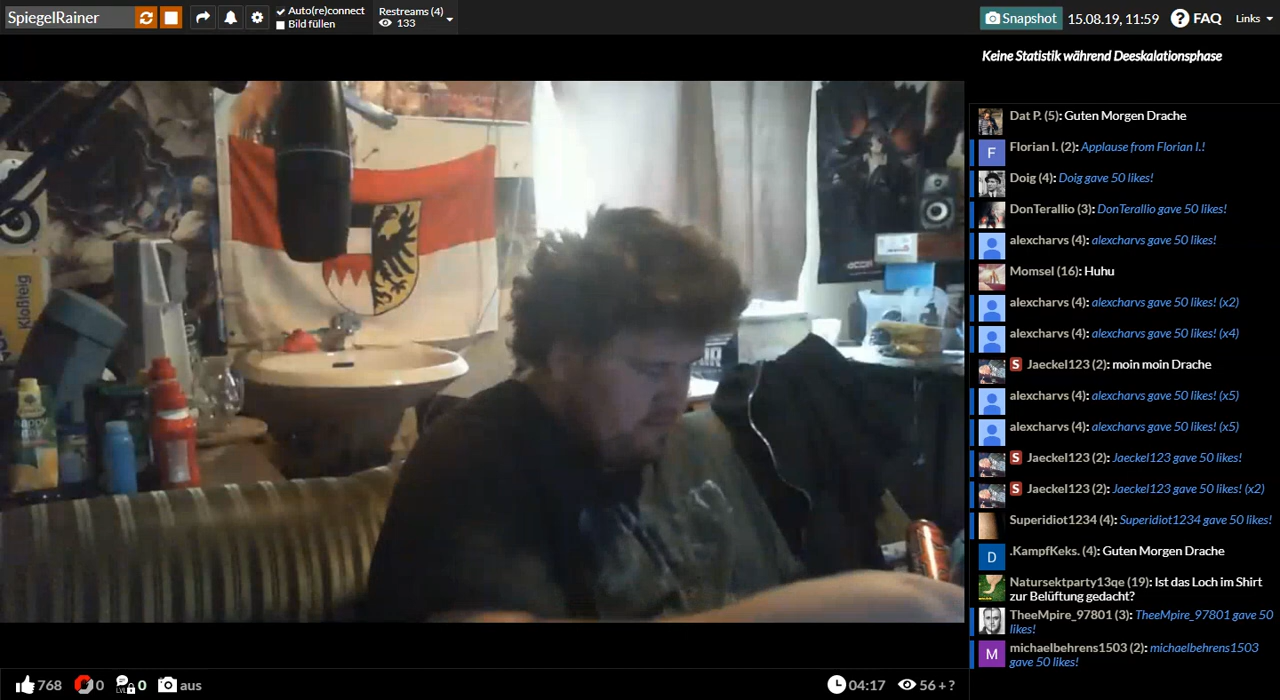 SpiegelRainer
Auto(re)connect
Bild füllen
Restreams (4)
133
Snapshot
15.08.19, 11:59
? FAQ
Links
Keine Statistik während Deeskalationsphase
Dat P. (5): Guten Morgen Drache
F Florian I. (2): Applause from Florian I.!
Doig (4): Doig gave 50 likes!
DonTerallio (3): DonTerallio gave 50 likes!
alexcharvs (4): alexcharvs gave 50 likes!
Momsel (16): Huhu
alexcharvs (4): alexcharvs gave 50 likes! (x2)
alexcharvs (4): alexcharvs gave 50 likes! (x4)
S Jaeckel123 (2): moin moin Drache
alexcharvs (4): alexcharvs gave 50 likes! (x5)
alexcharvs (4): alexcharvs gave 50 likes! (x5)
S Jaeckel123 (2): Jaeckel123 gave 50 likes!
S Jaeckel123 (2): Jaeckel123 gave 50 likes! (x2)
Superidiot1234 (4): Superidiot1234 gave 50 likes!
D .KampfKeks. (4): Guten Morgen Drache
Natursektparty13qe (19): Ist das Loch im Shirt
zur Belüftung gedacht?
TheeMpire_97801 (3): TheeMpire_97801 gave 50
likes!
M michaelbehrens1503 (2): michaelbehrens1503
gave 50 likes!
Kloßteig
happy
day
768
0
LVL 0
aus
04:17
56 + ?